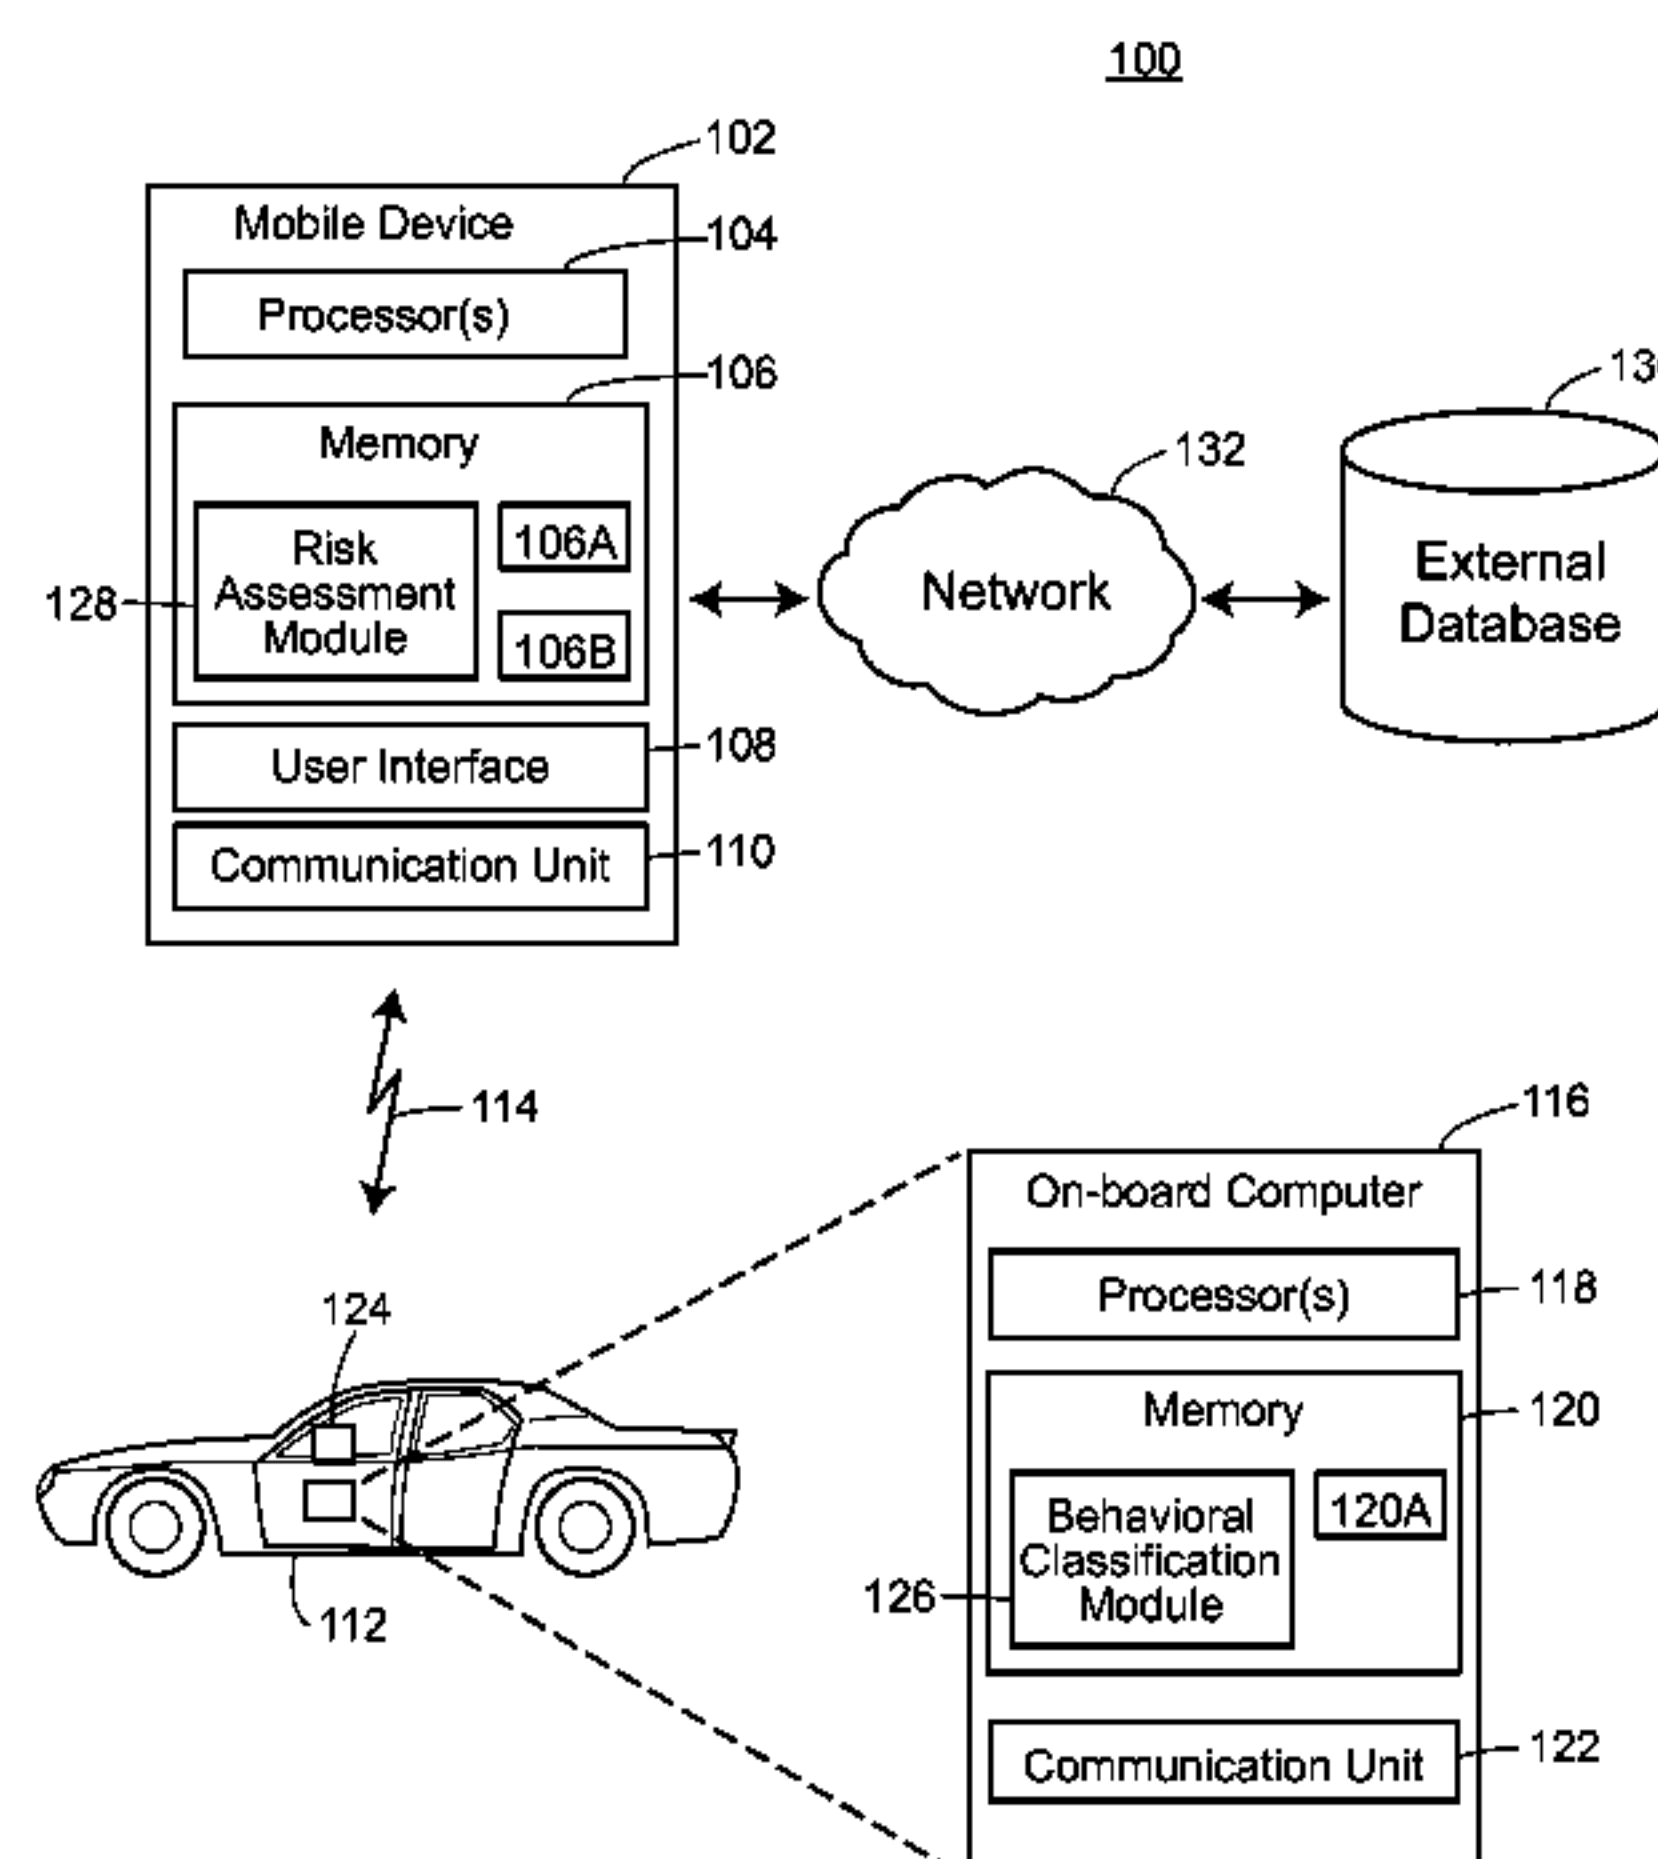 100
102
Mobile Device
104
Processor(s)
106
Memory
132
Risk
Assessment
Module
106A
106B
128
Network
External
Database
User Interface
108
Communication Unit
110
114
116
On-board Computer
Processor(s)
118
124
Memory
120
Behavioral
Classification
Module
120A
126
112
Communication Unit
122